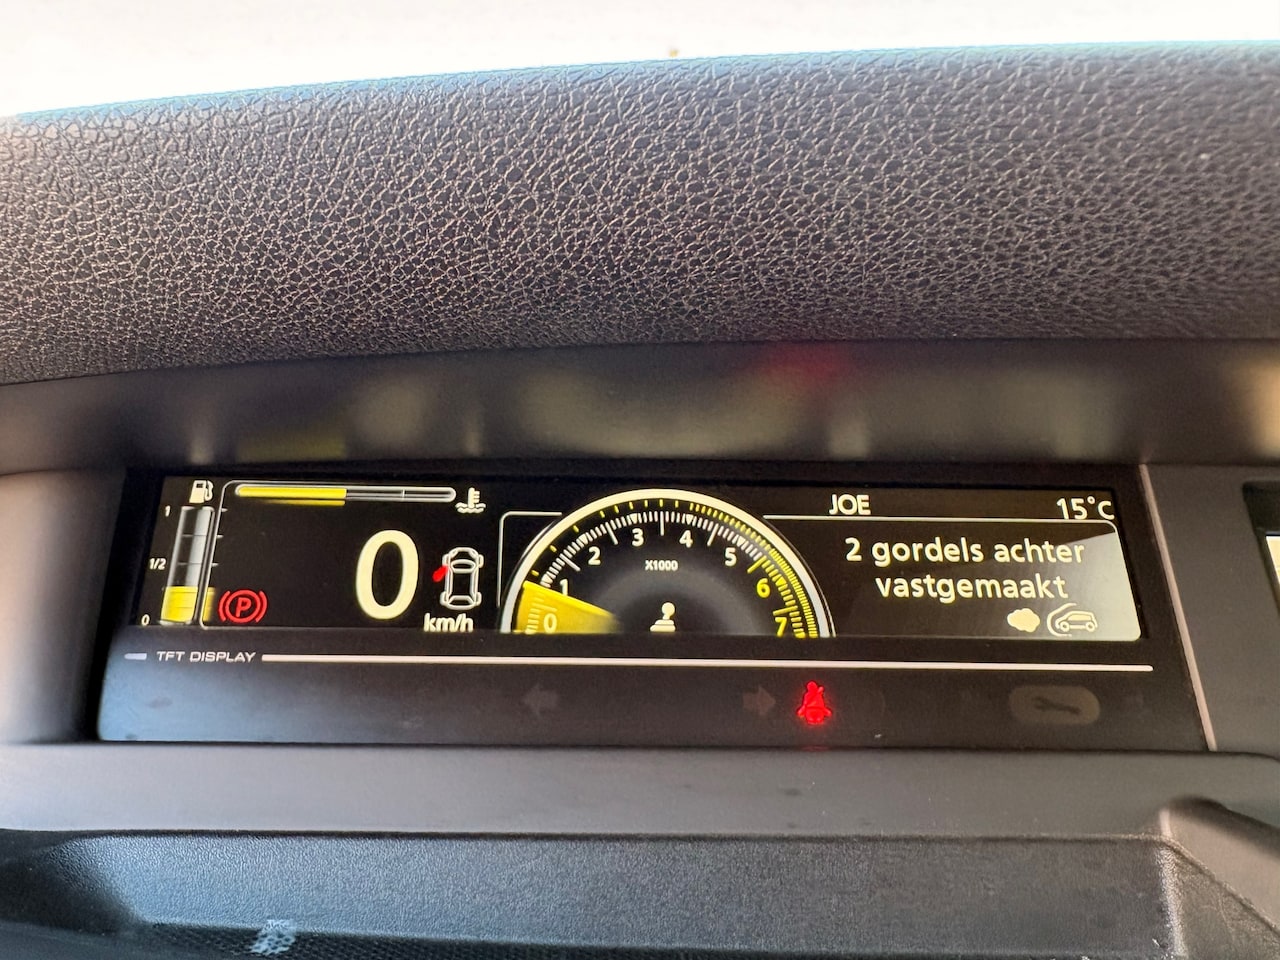 JOE 15°C
1
1/2
0
0
km/h
0 1 2 3 4 5 6 7
X1000
2 gordels achter
vastgemaakt
P
TFT DISPLAY